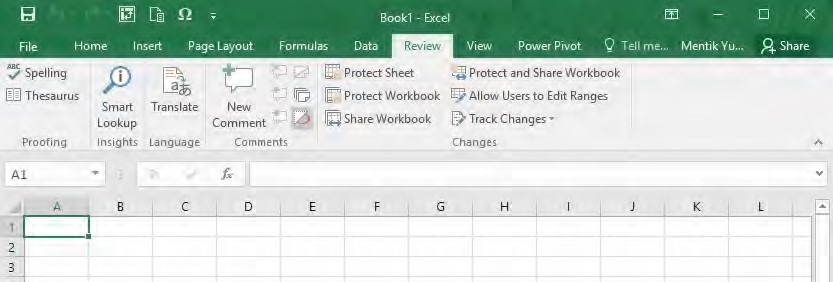 Ω
Book1 - Excel
File Home Insert Page Layout Formulas Data Review View Power Pivot Tell me... Mentik Yu... Share
ABC Spelling Protect Sheet Protect and Share Workbook
Thesaurus Smart Lookup Translate New Comment Protect Workbook Allow Users to Edit Ranges
Share Workbook Track Changes
Proofing Insights Language Comments Changes
A1 fx
A B C D E F G H I J K L
1
2
3